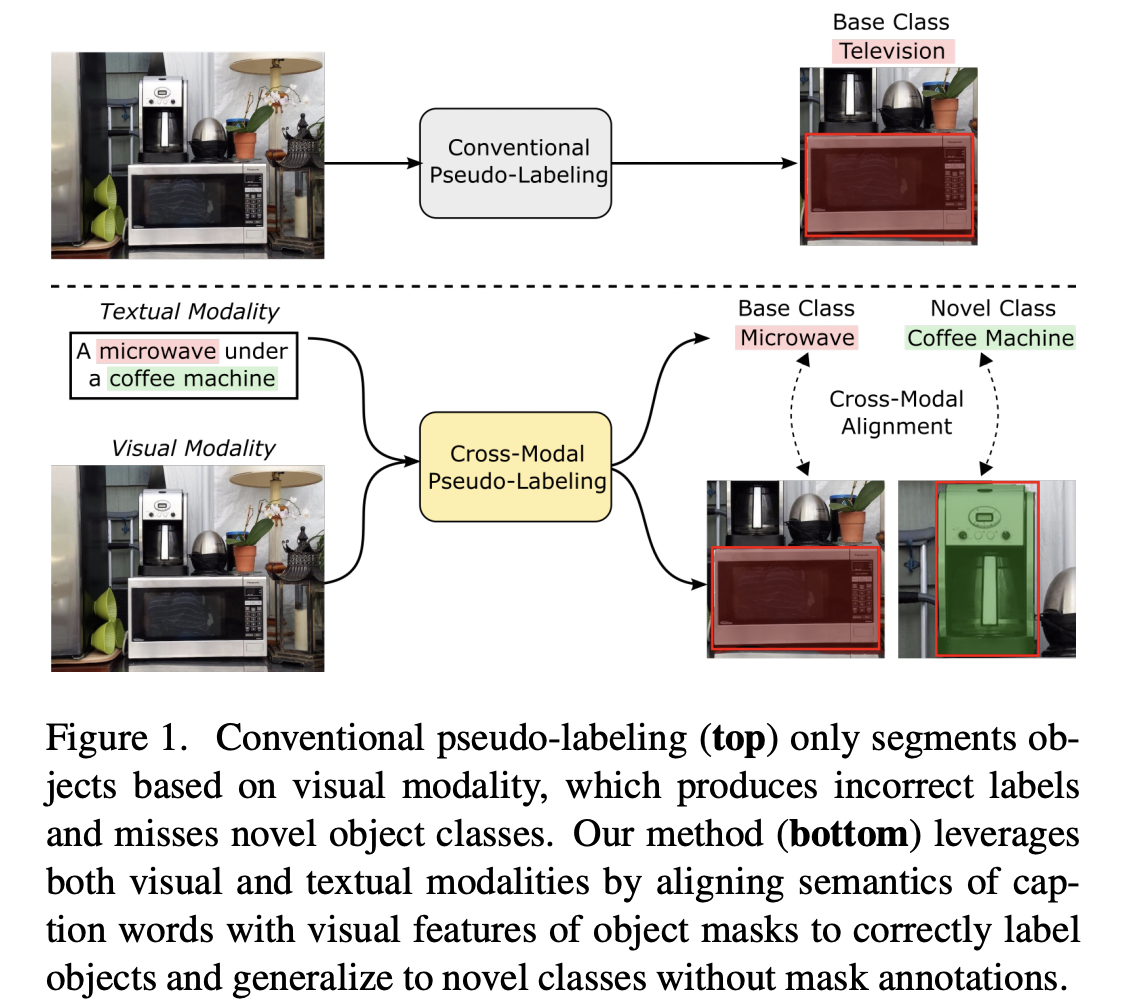 Base Class
Television
Conventional
Pseudo-Labeling
Textual Modality
A microwave under
a coffee machine
Visual Modality
Cross-Modal
Pseudo-Labeling
Base Class
Microwave
Novel Class
Coffee Machine
Cross-Modal
Alignment
Figure 1. Conventional pseudo-labeling (top) only segments ob-
jects based on visual modality, which produces incorrect labels
and misses novel object classes. Our method (bottom) leverages
both visual and textual modalities by aligning semantics of cap-
tion words with visual features of object masks to correctly label
objects and generalize to novel classes without mask annotations.